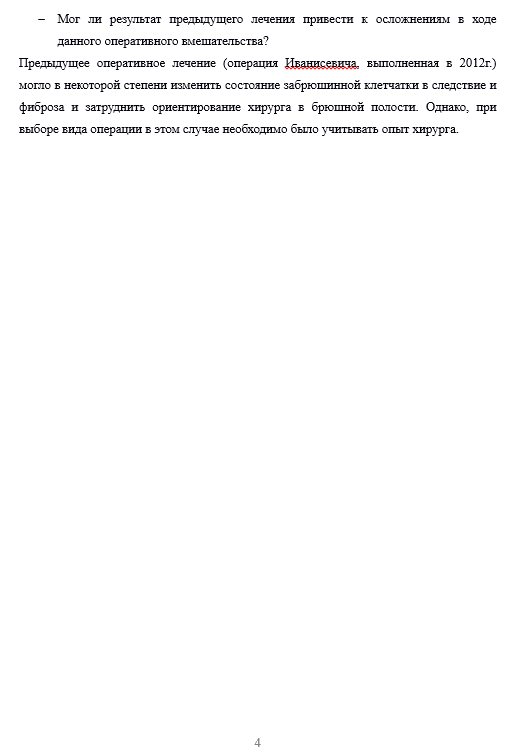 – Мог ли результат предыдущего лечения привести к осложнениям в ходе
данного оперативного вмешательства?
Предыдущее оперативное лечение (операция Иванисевича, выполненная в 2012г.)
могло в некоторой степени изменить состояние забрюшинной клетчатки в следствие и
фиброза и затруднить ориентирование хирурга в брюшной полости. Однако, при
выборе вида операции в этом случае необходимо было учитывать опыт хирурга.
4